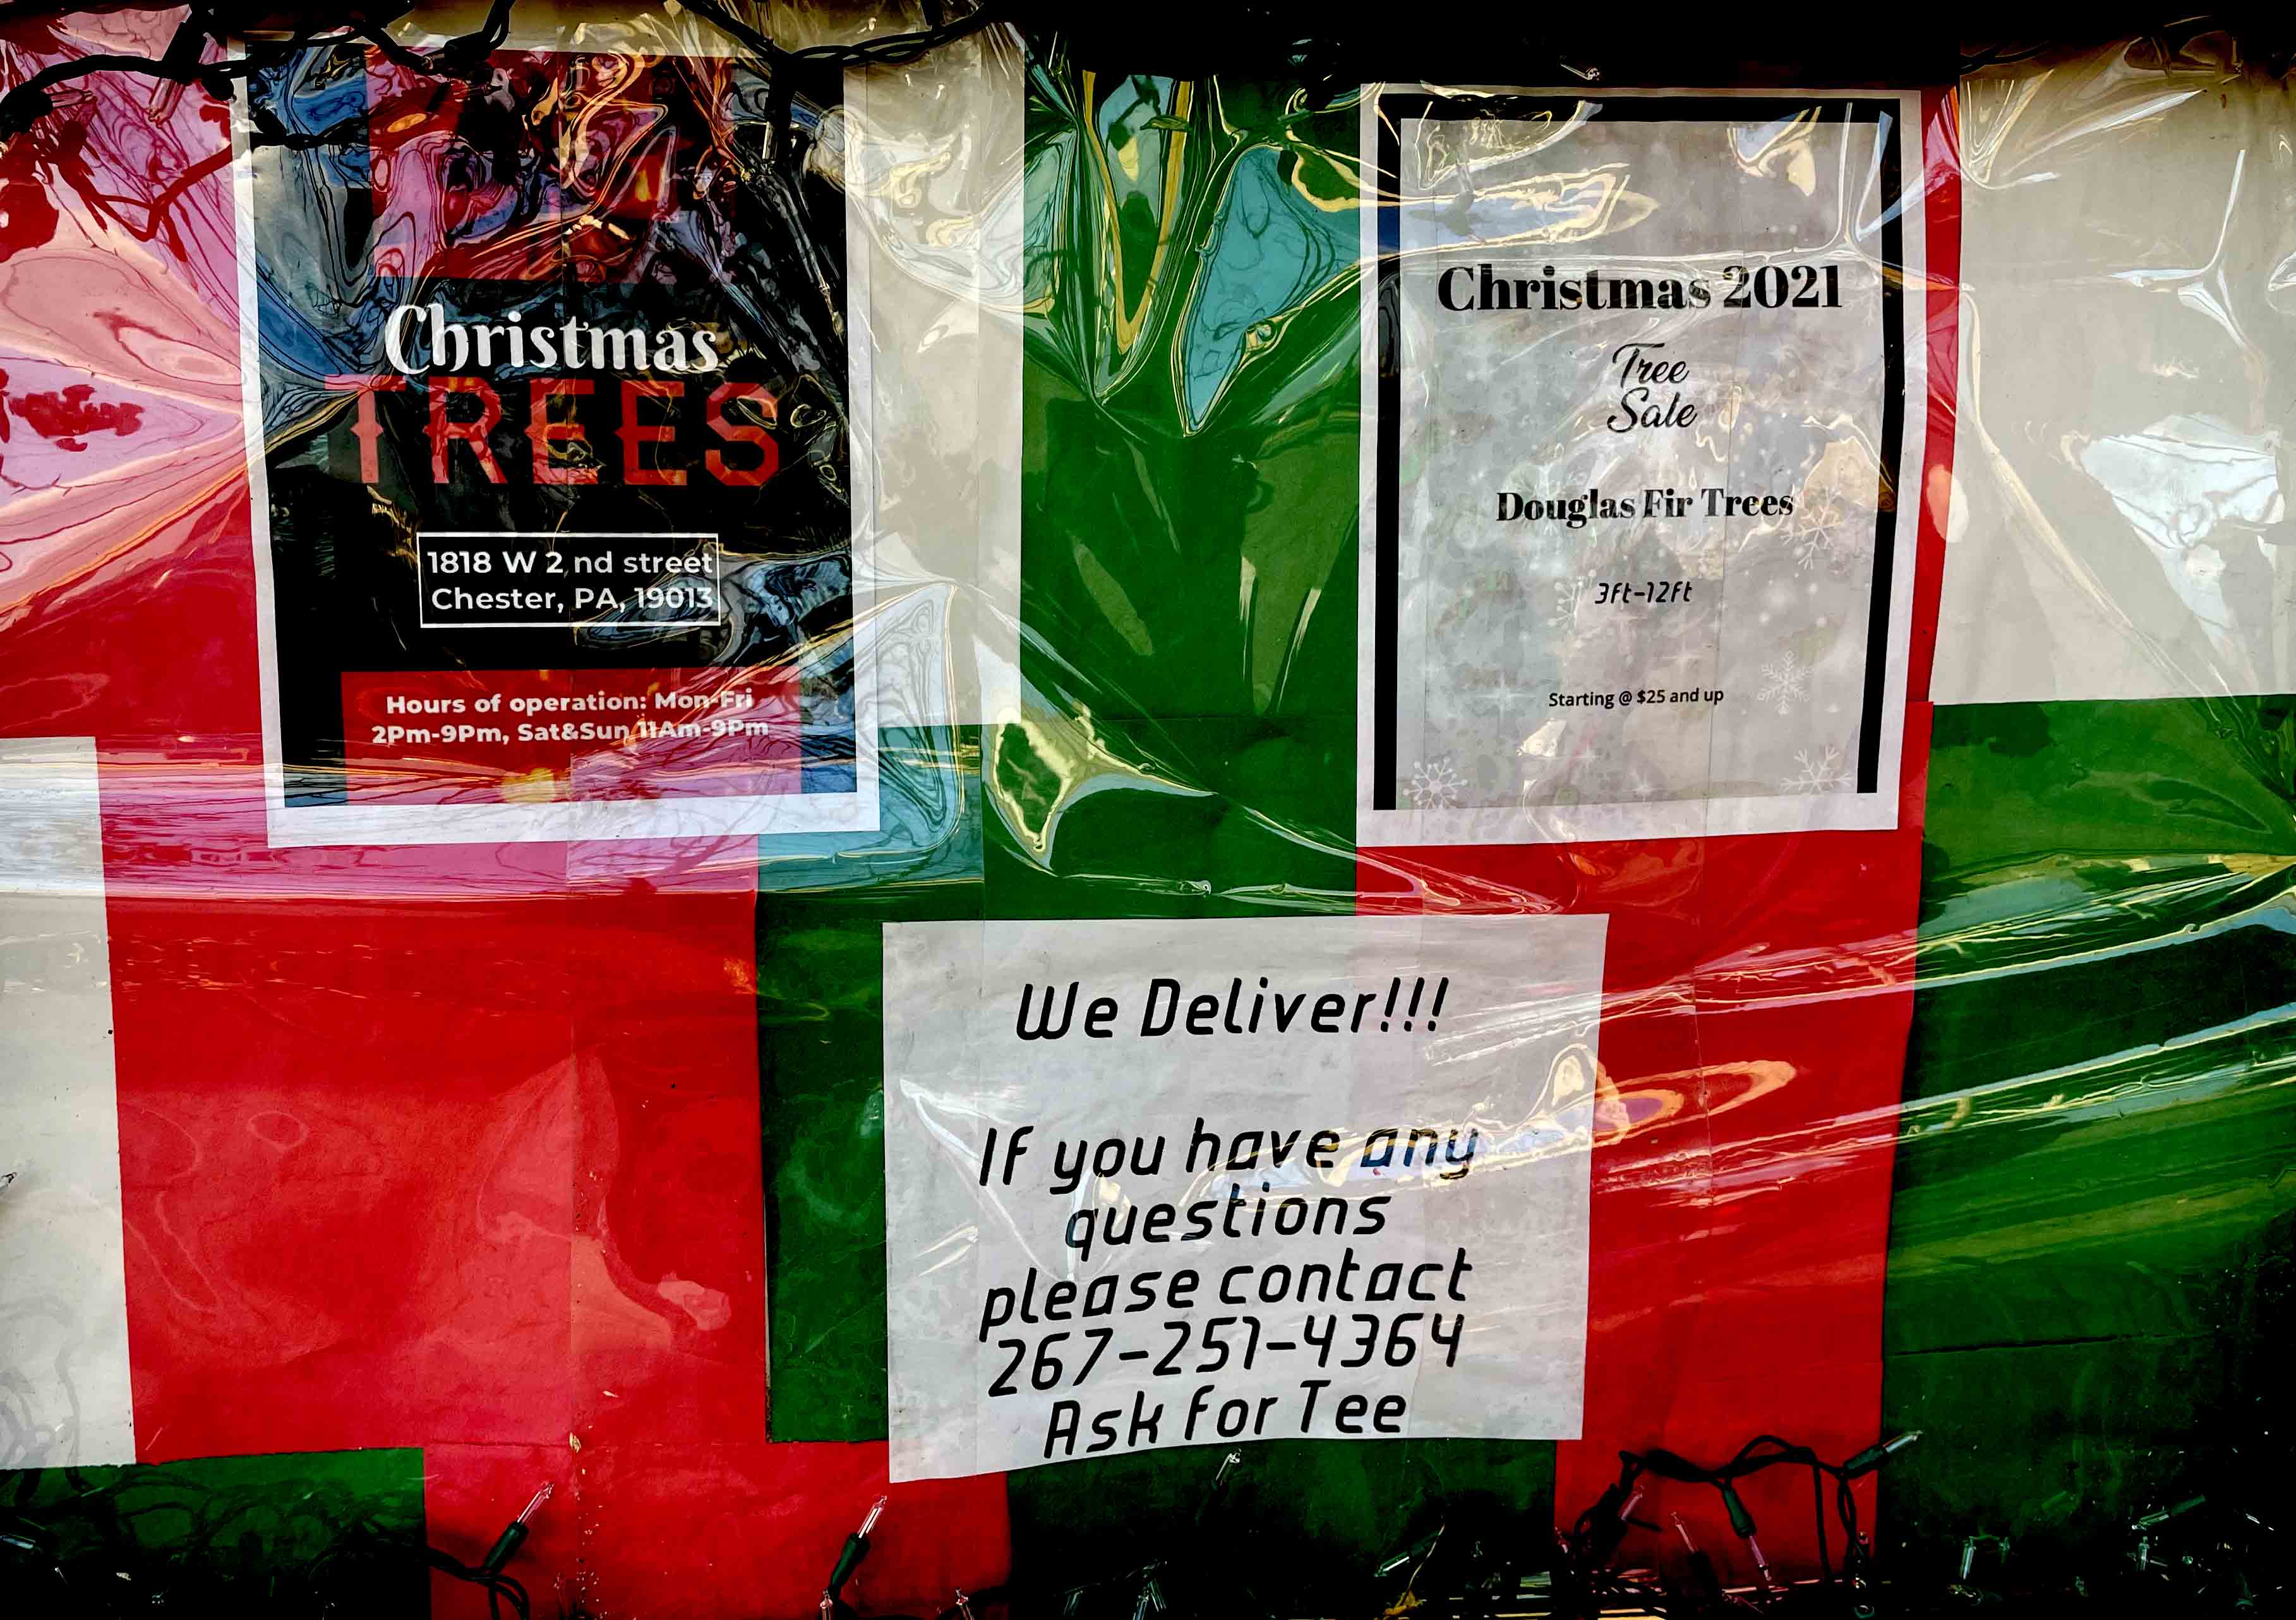 Christmas
TREES
1818 W 2 nd street
Chester, PA, 19013
Hours of operation: Mon-Fri
2Pm-9Pm, Sat&Sun 11Am-9Pm
Christmas 2021
Tree
Sale
Douglas Fir Trees
3ft-12ft
Starting @ $25 and up
We Deliver!!!
If you have any
questions
please contact
267-251-4364
Ask for Tee